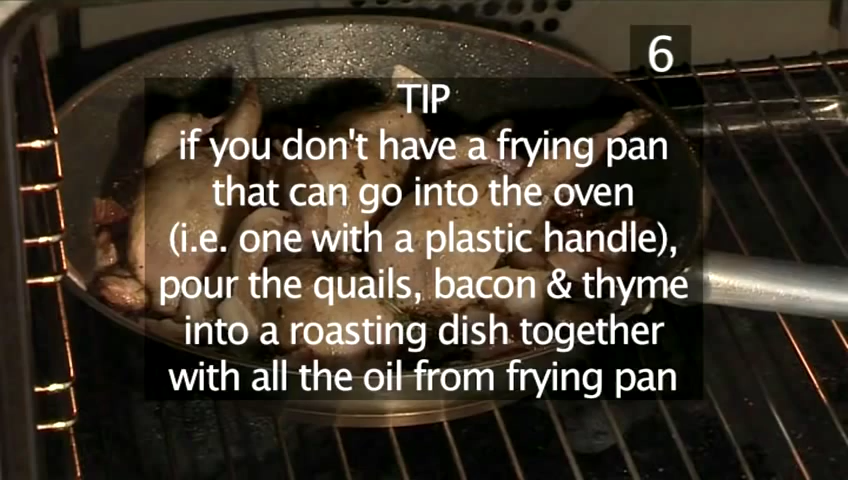 6
TIP
if you don't have a frying pan
that can go into the oven
(i.e. one with a plastic handle),
pour the quails, bacon & thyme
into a roasting dish together
with all the oil from frying pan